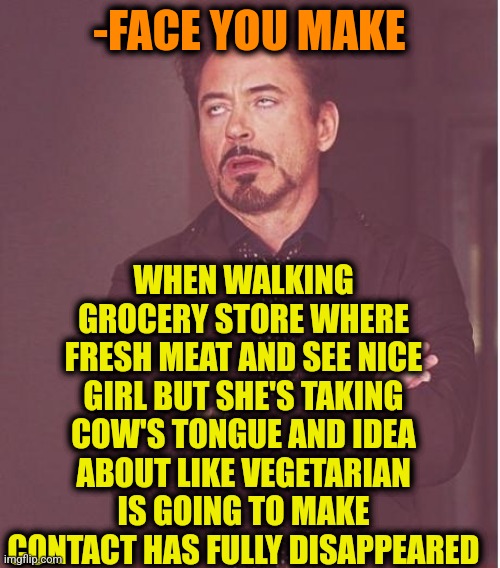 -FACE YOU MAKE
WHEN WALKING
GROCERY STORE WHERE
FRESH MEAT AND SEE NICE
GIRL BUT SHE'S TAKING
COW'S TONGUE AND IDEA
ABOUT LIKE VEGETARIAN
IS GOING TO MAKE
CONTACT HAS FULLY DISAPPEARED
imgflip.com